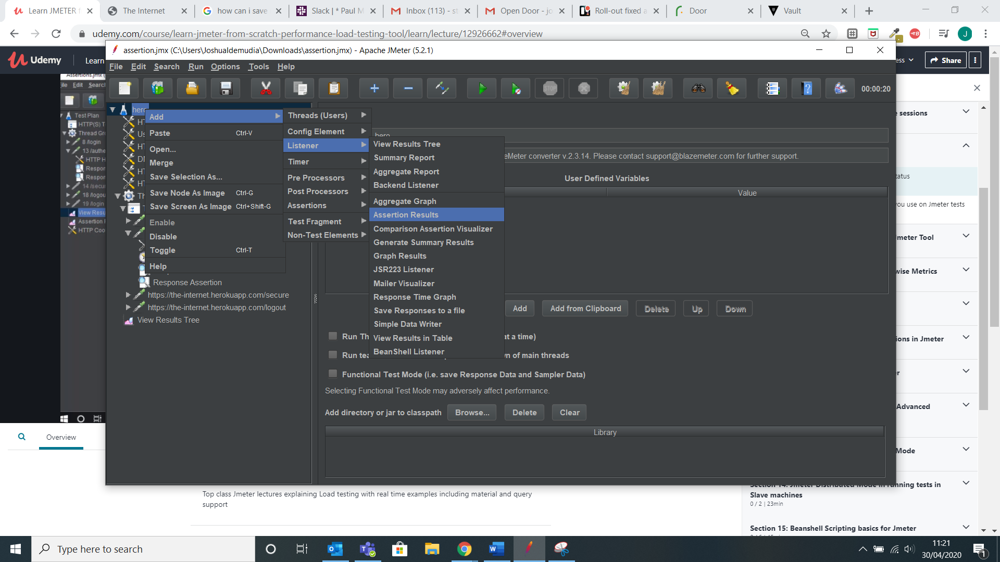 Learn JMETER f
The Internet
how can i save
Slack | * Paul M
Inbox (113) - st
Open Door - jo
Roll-out fixed a
Door
Vault
udemy.com/course/learn-jmeter-from-scratch-performance-load-testing-tool/learn/lecture/12926662#overview
J
assertion.jmx (C:\Users\JoshuaIdemudia\Downloads\assertion.jmx) - Apache JMeter (5.2.1)
Udemy
Learn
ess
Share
File Edit Search Run Options Tools Help
Assertions.jmx (
File Edit Search
STOP
00:00:20
Test Plan
HTTP(S) T
Thread Gr
8 /login
13 /authe
HTTP H
Respon
Respor
14 /secur
18 /logou
19 /login
View Resu
Assertion R
HTTP Coo
hero
Add
Paste Ctrl-V
Open...
Merge
Save Selection As...
Save Node As Image Ctrl-G
Save Screen As Image Ctrl+Shift-G
Enable
Disable
Toggle Ctrl-T
Help
HT
Us
HT
DN
HT
HT
Th
Response Assertion
https://the-internet.herokuapp.com/secure
https://the-internet.herokuapp.com/logout
View Results Tree
Threads (Users)
Config Element
Listener
Timer
Pre Processors
Post Processors
Assertions
Test Fragment
Non-Test Elements
View Results Tree
Summary Report
Aggregate Report
Backend Listener
Aggregate Graph
Assertion Results
Comparison Assertion Visualizer
Generate Summary Results
Graph Results
JSR223 Listener
Mailer Visualizer
Response Time Graph
Save Responses to a file
Simple Data Writer
View Results in Table
BeanShell Listener
hero
eMeter converter v.2.3.14. Please contact support@blazemeter.com for further support.
User Defined Variables
Value
Add
Add from Clipboard
Delete
Up
Down
Run Th at a time)
Run tea n of main threads
Functional Test Mode (i.e. save Response Data and Sampler Data)
Selecting Functional Test Mode may adversely affect performance.
Add directory or jar to classpath Browse... Delete Clear
Library
e sessions
tatus
you use on Jmeter tests
Jmeter Tool
wise Metrics
ions in Jmeter
er
Advanced
Mode
Section 14: Jmeter Distributed Mode in running tests in
Slave machines
0 / 2 | 23min
Section 15: Beanshell Scripting basics for Jmeter
Overview
Top class Jmeter lectures explaining Load testing with real time examples including material and query
support
Type here to search
11:21
30/04/2020
1